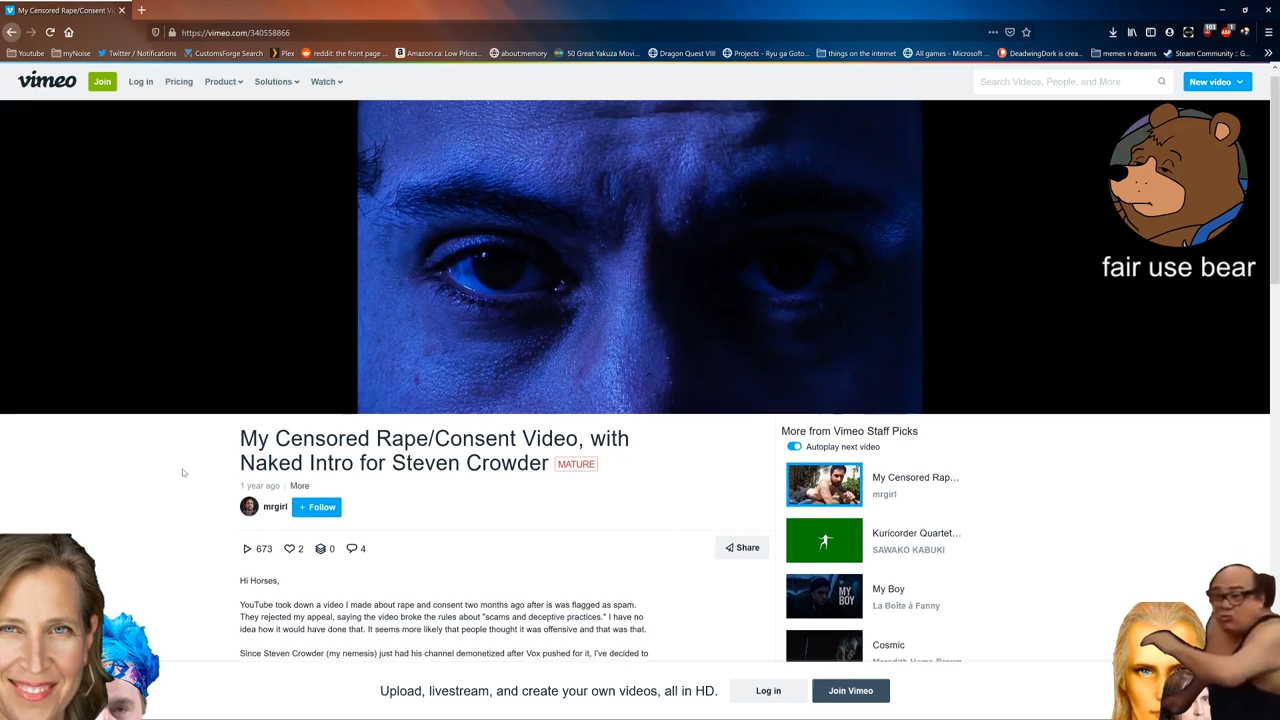 My Censored Rape/Consent Vi
https://vimeo.com/340558866
103
1
Youtube
myNoise
Twitter / Notifications
CustomsForge Search
Plex
reddit: the front page ...
Amazon.ca: Low Prices...
about:memory
50 Great Yakuza Movi...
Dragon Quest VIII
Projects - Ryu ga Goto...
things on the internet
All games - Microsoft ...
DeadwingDork is crea...
memes n dreams
Steam Community :: G...
vimeo
Join
Log in
Pricing
Product
Solutions
Watch
Search Videos, People, and More
New video
fair use bear
My Censored Rape/Consent Video, with
Naked Intro for Steven Crowder MATURE
1 year ago | More
mrgirl
+ Follow
673
2
0
4
Share
Hi Horses,
YouTube took down a video I made about rape and consent two months ago after is was flagged as spam.
They rejected my appeal, saying the video broke the rules about "scams and deceptive practices." I have no
idea how it would have done that. It seems more likely that people thought it was offensive and that was that.
Since Steven Crowder (my nemesis) just had his channel demonetized after Vox pushed for it, I've decided to
More from Vimeo Staff Picks
Autoplay next video
My Censored Rap...
mrgirl
Kuricorder Quartet...
SAWAKO KABUKI
MY
BOY
My Boy
La Boîte à Fanny
Cosmic
Upload, livestream, and create your own videos, all in HD.
Log in
Join Vimeo